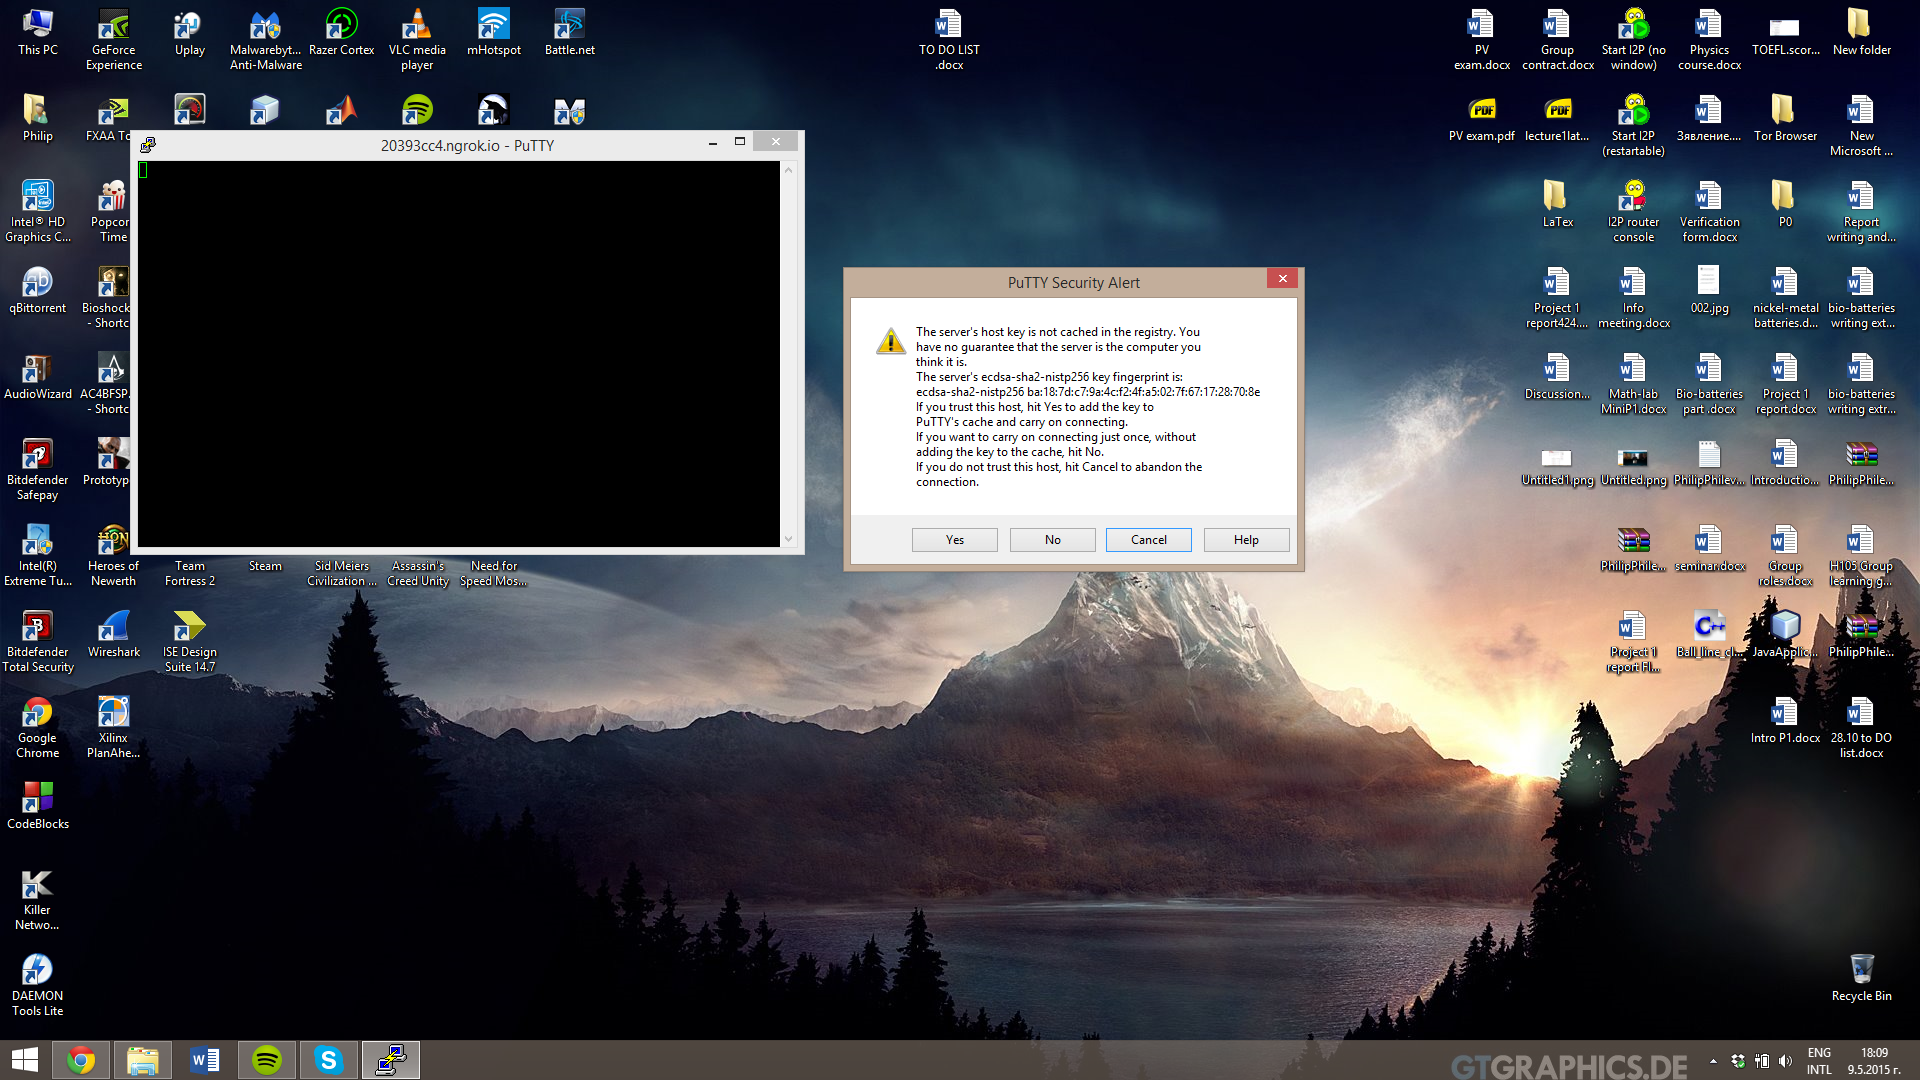 This PC
GeForce
Experience
Uplay
Malwarebyt...
Anti-Malware
Razer Cortex
VLC media
player
mHotspot
Battle.net
TO DO LIST
.docx
PV
exam.docx
Group
contract.docx
Start I2P (no
window)
Physics
course.docx
TOEFL.scor...
New folder
Philip
FXAA To
PV exam.pdf
lecture1lat...
Start I2P
(restartable)
Зявление....
Tor Browser
New
Microsoft ...
20393cc4.ngrok.io - PuTTY
Intel® HD
Graphics C...
Popcor
Time
LaTex
I2P router
console
Verification
form.docx
P0
Report
writing and...
qBittorrent
Bioshock
- Shortc
Project 1
report424....
Info
meeting.docx
002.jpg
nickel-metal
batteries.d...
bio-batteries
writing ext...
PuTTY Security Alert
The server's host key is not cached in the registry. You
have no guarantee that the server is the computer you
think it is.
The server's ecdsa-sha2-nistp256 key fingerprint is:
ecdsa-sha2-nistp256 ba:18:7d:c7:9a:4c:f2:4f:a5:02:7f:67:17:28:70:8e
If you trust this host, hit Yes to add the key to
PuTTY's cache and carry on connecting.
If you want to carry on connecting just once, without
adding the key to the cache, hit No.
If you do not trust this host, hit Cancel to abandon the
connection.
Yes
No
Cancel
Help
AudioWizard
AC4BFSP.
- Shortc
Discussion...
Math-lab
MiniP1.docx
Bio-batteries
part .docx
Project 1
report.docx
bio-batteries
writing extr...
Bitdefender
Safepay
Prototype
Untitled1.png
Untitled.png
PhilipPhilev...
Introductio...
PhilipPhile...
Intel(R)
Extreme Tu...
Heroes of
Newerth
Team
Fortress 2
Steam
Sid Meiers
Civilization ...
Assassin's
Creed Unity
Need for
Speed Mos...
PhilipPhile...
seminar.docx
Group
roles.docx
H105 Group
learning g...
Bitdefender
Total Security
Wireshark
ISE Design
Suite 14.7
Project 1
report Fl...
Ball_line_cl...
JavaApplic...
PhilipPhile...
Google
Chrome
Xilinx
PlanAhe...
Intro P1.docx
28.10 to DO
list.docx
CodeBlocks
Killer
Netwo...
DAEMON
Tools Lite
Recycle Bin
GTGRAPHICS.DE
ENG
INTL
18:09
9.5.2015 г.